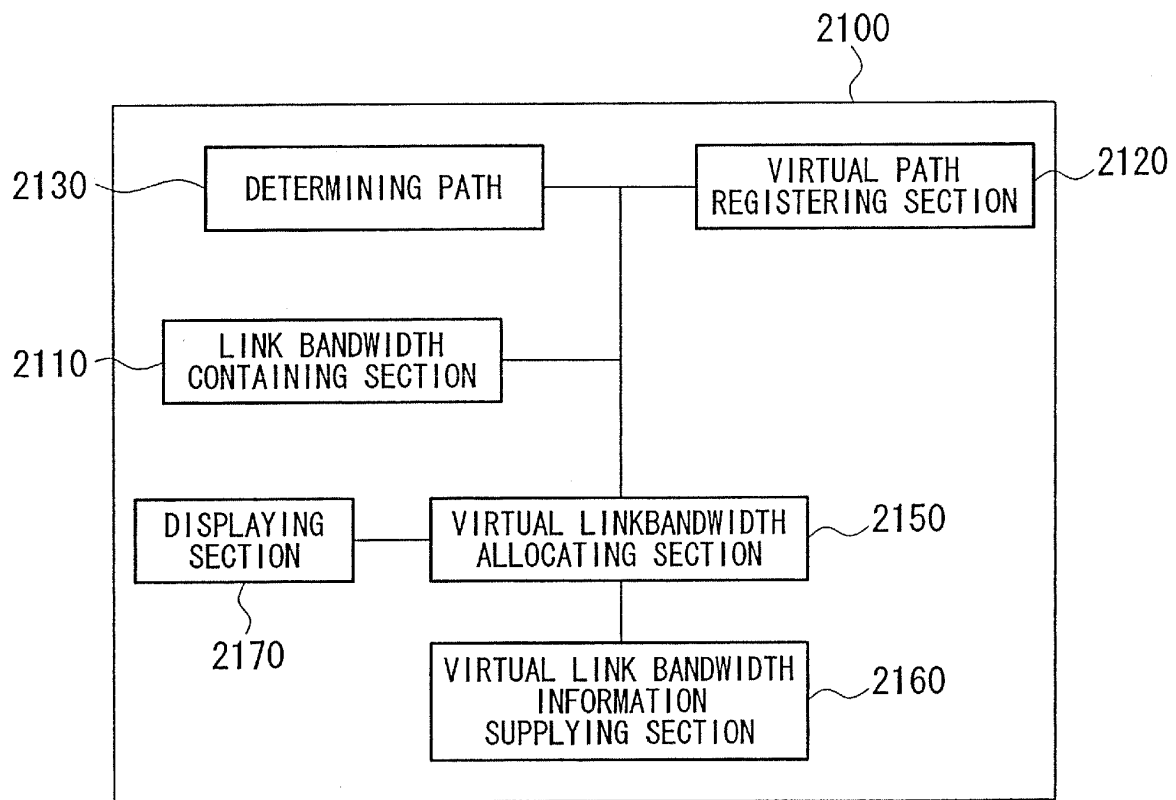 2100
2130
DETERMINING PATH
VIRTUAL PATH
REGISTERING SECTION
2120
2110
LINK BANDWIDTH
CONTAINING SECTION
DISPLAYING
SECTION
2170
VIRTUAL LINKBANDWIDTH
ALLOCATING SECTION
2150
VIRTUAL LINK BANDWIDTH
INFORMATION
SUPPLYING SECTION
2160